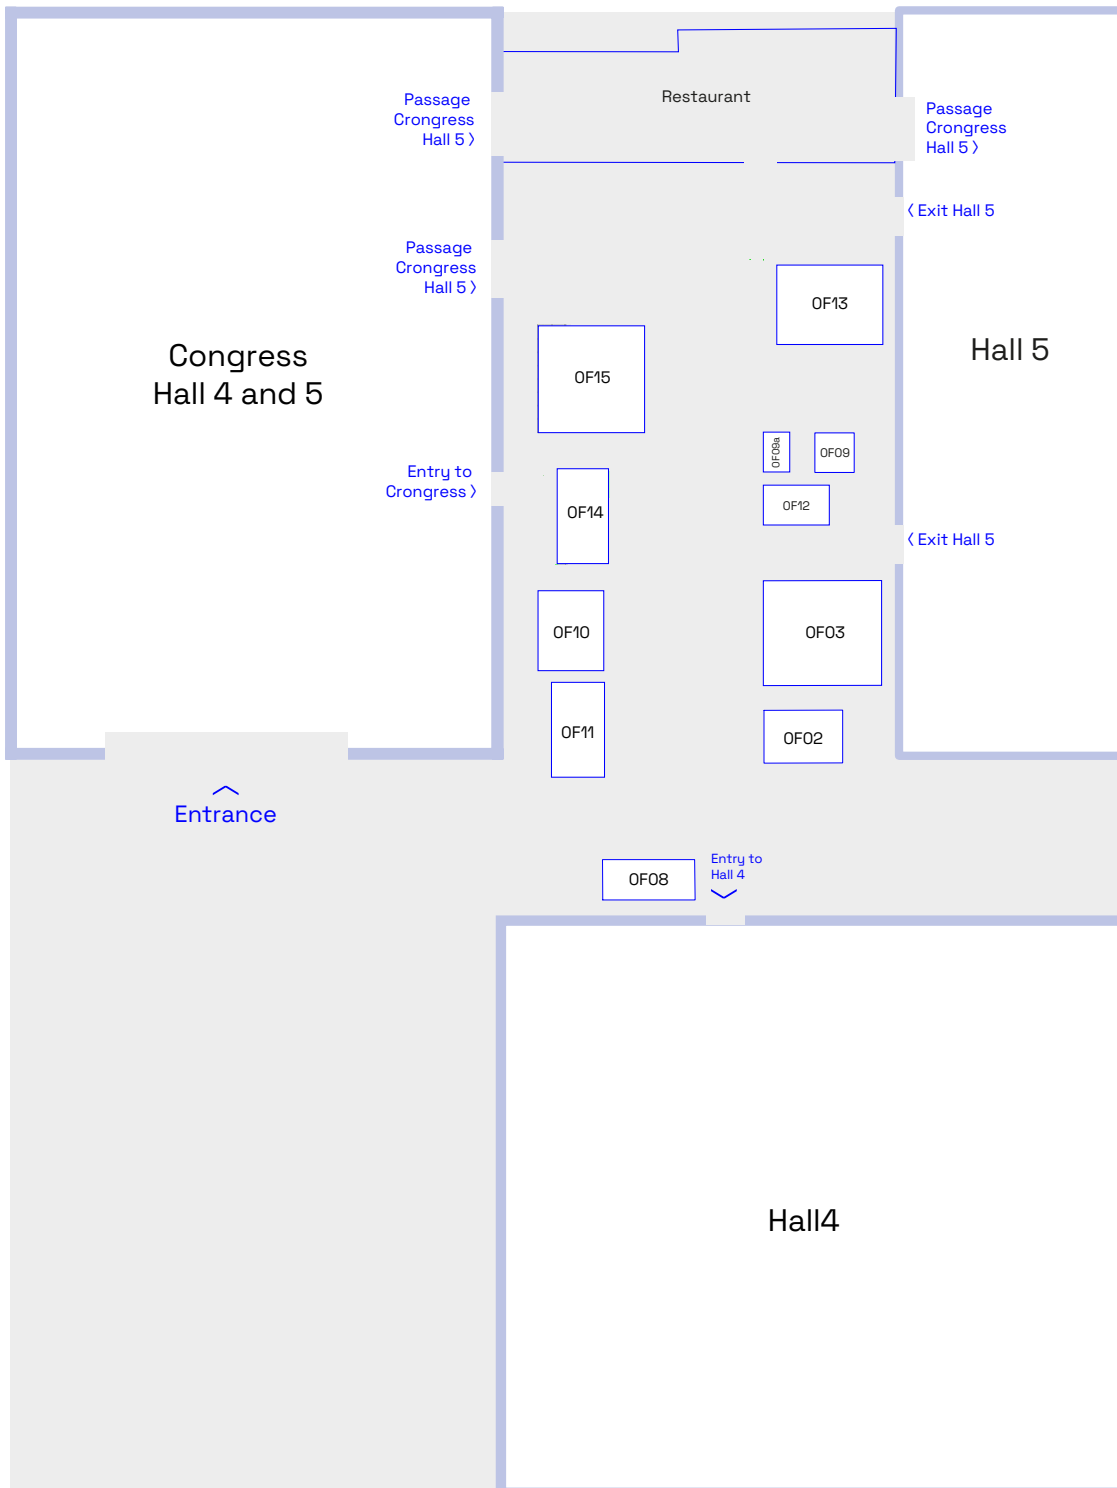 Restaurant
Passage
Crongress
Hall 5 〉
Passage
Crongress
Hall 5 〉
〈 Exit Hall 5
Passage
Crongress
Hall 5 〉
OF13
Congress
Hall 4 and 5
Hall 5
OF15
OF09a
OF09
Entry to
Crongress 〉
OF14
OF12
〈 Exit Hall 5
OF10
OF03
OF11
OF02
Entrance
OF08
Entry to
Hall 4
Hall4